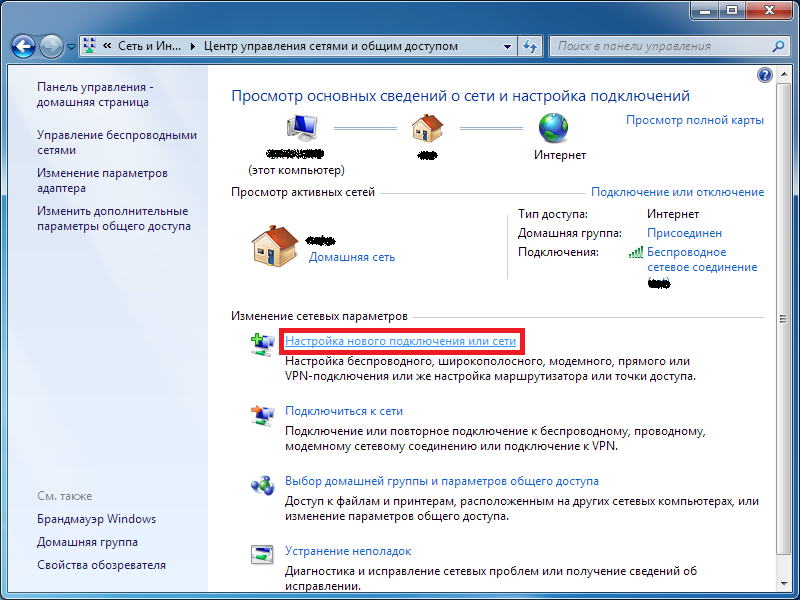 « Сеть и Ин... ▸ Центр управления сетями и общим доступом
Поиск в панели управления
Панель управления -
домашняя страница
Управление беспроводными
сетями
Изменение параметров
адаптера
Изменить дополнительные
параметры общего доступа
См. также
Брандмауэр Windows
Домашняя группа
Свойства обозревателя
?
Просмотр основных сведений о сети и настройка подключений
Просмотр полной карты
(этот компьютер)
Интернет
Просмотр активных сетей
Подключение или отключение
Домашняя сеть
Тип доступа: Интернет
Домашняя группа: Присоединен
Подключения: Беспроводное
сетевое соединение
Изменение сетевых параметров
Настройка нового подключения или сети
Настройка беспроводного, широкополосного, модемного, прямого или
VPN-подключения или же настройка маршрутизатора или точки доступа.
Подключиться к сети
Подключение или повторное подключение к беспроводному, проводному,
модемному сетевому соединению или подключение к VPN.
Выбор домашней группы и параметров общего доступа
Доступ к файлам и принтерам, расположенным на других сетевых компьютерах, или
изменение параметров общего доступа.
Устранение неполадок
Диагностика и исправление сетевых проблем или получение сведений об
исправлении.